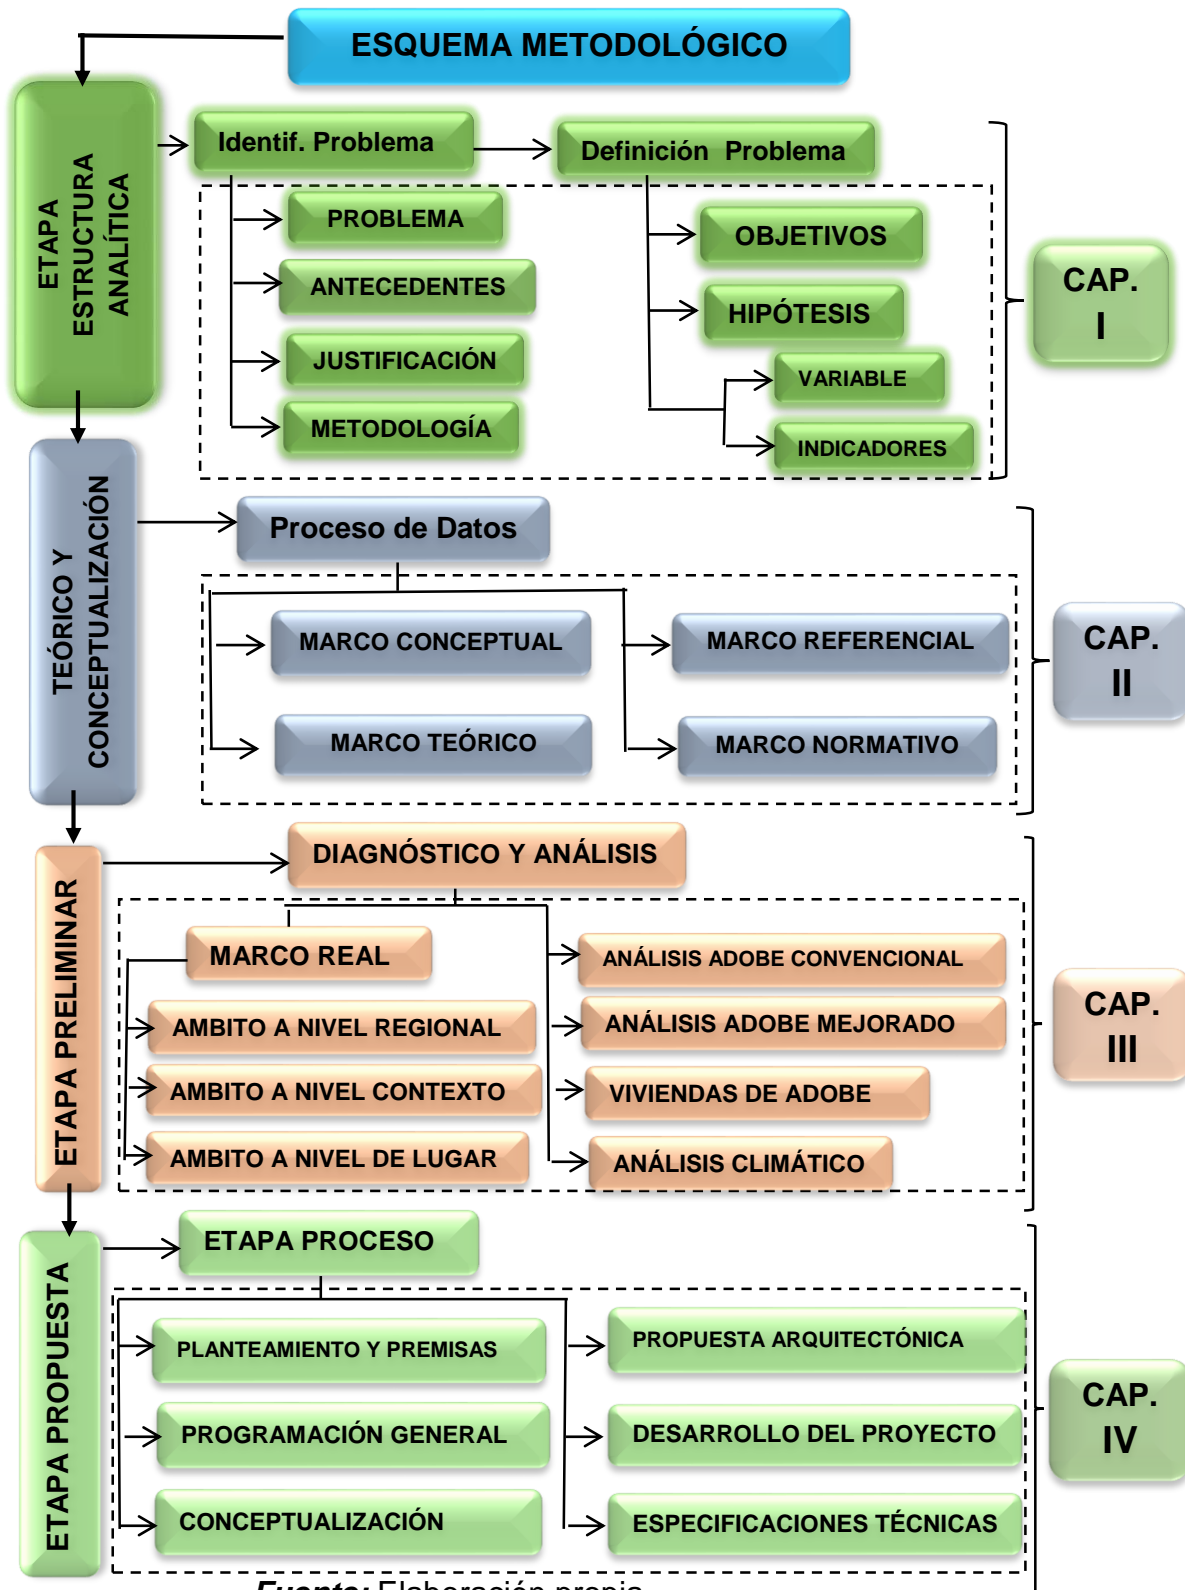 ESQUEMA METODOLÓGICO
ETAPA
ESTRUCTURA
ANALÍTICA
Identif. Problema
Definición Problema
PROBLEMA
ANTECEDENTES
JUSTIFICACIÓN
METODOLOGÍA
OBJETIVOS
HIPÓTESIS
VARIABLE
INDICADORES
CAP.
I
TEÓRICO Y
CONCEPTUALIZACIÓN
Proceso de Datos
MARCO CONCEPTUAL
MARCO REFERENCIAL
MARCO TEÓRICO
MARCO NORMATIVO
CAP.
II
ETAPA PRELIMINAR
DIAGNÓSTICO Y ANÁLISIS
MARCO REAL
AMBITO A NIVEL REGIONAL
AMBITO A NIVEL CONTEXTO
AMBITO A NIVEL DE LUGAR
ANÁLISIS ADOBE CONVENCIONAL
ANÁLISIS ADOBE MEJORADO
VIVIENDAS DE ADOBE
ANÁLISIS CLIMÁTICO
CAP.
III
ETAPA PROPUESTA
ETAPA PROCESO
PLANTEAMIENTO Y PREMISAS
PROGRAMACIÓN GENERAL
CONCEPTUALIZACIÓN
PROPUESTA ARQUITECTÓNICA
DESARROLLO DEL PROYECTO
ESPECIFICACIONES TÉCNICAS
CAP.
IV
Fuente: Elaboración propia